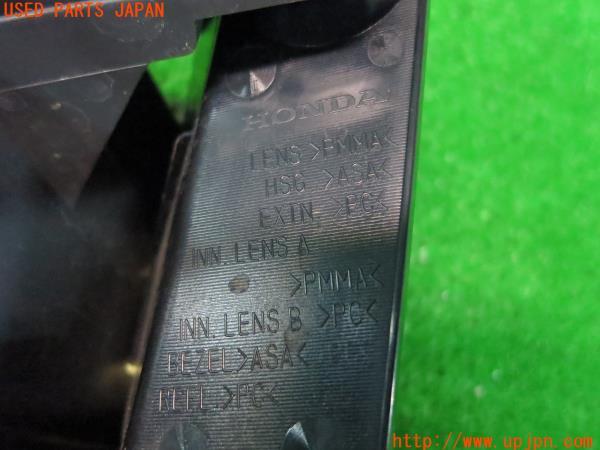 USED PARTS JAPAN
HONDA
LENS >PMMA<
HSG >ASA<
EXTN. >PC<
INN. LENS A
>PMMA<
INN. LENS B >PC<
BEZEL >ASA<
REFL. >PC<
http://www.upjpn.com/